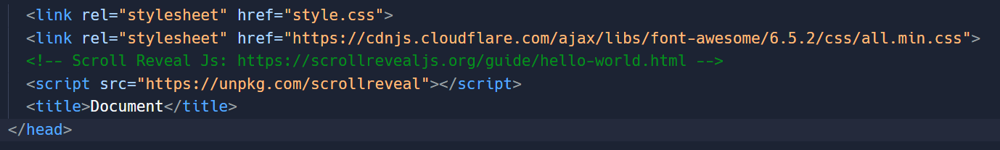 <link rel="stylesheet" href="style.css">
<link rel="stylesheet" href="https://cdnjs.cloudflare.com/ajax/libs/font-awesome/6.5.2/css/all.min.css">
<!-- Scroll Reveal Js: https://scrollrevealjs.org/guide/hello-world.html -->
<script src="https://unpkg.com/scrollreveal"></script>
<title>Document</title>
</head>